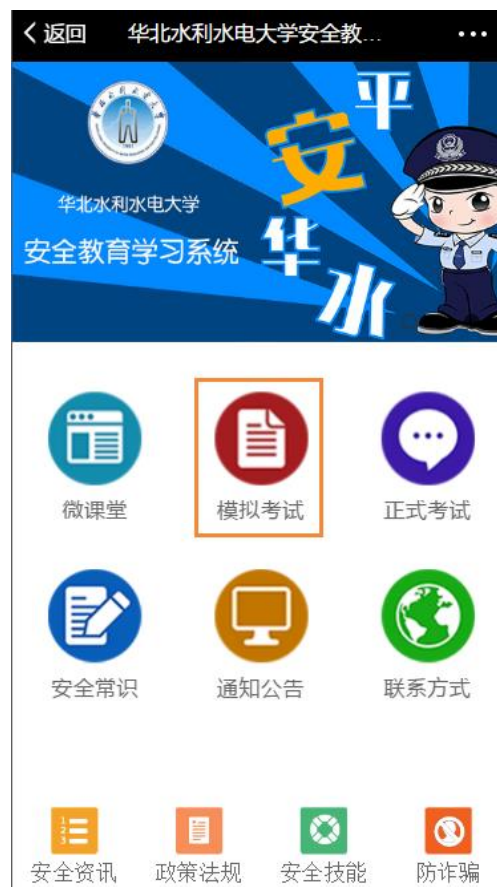 返回 华北水利水电大学安全教...
平
安
华
水
华北水利水电大学
安全教育学习系统
微课堂 模拟考试 正式考试
安全常识 通知公告 联系方式
安全资讯 政策法规 安全技能 防诈骗